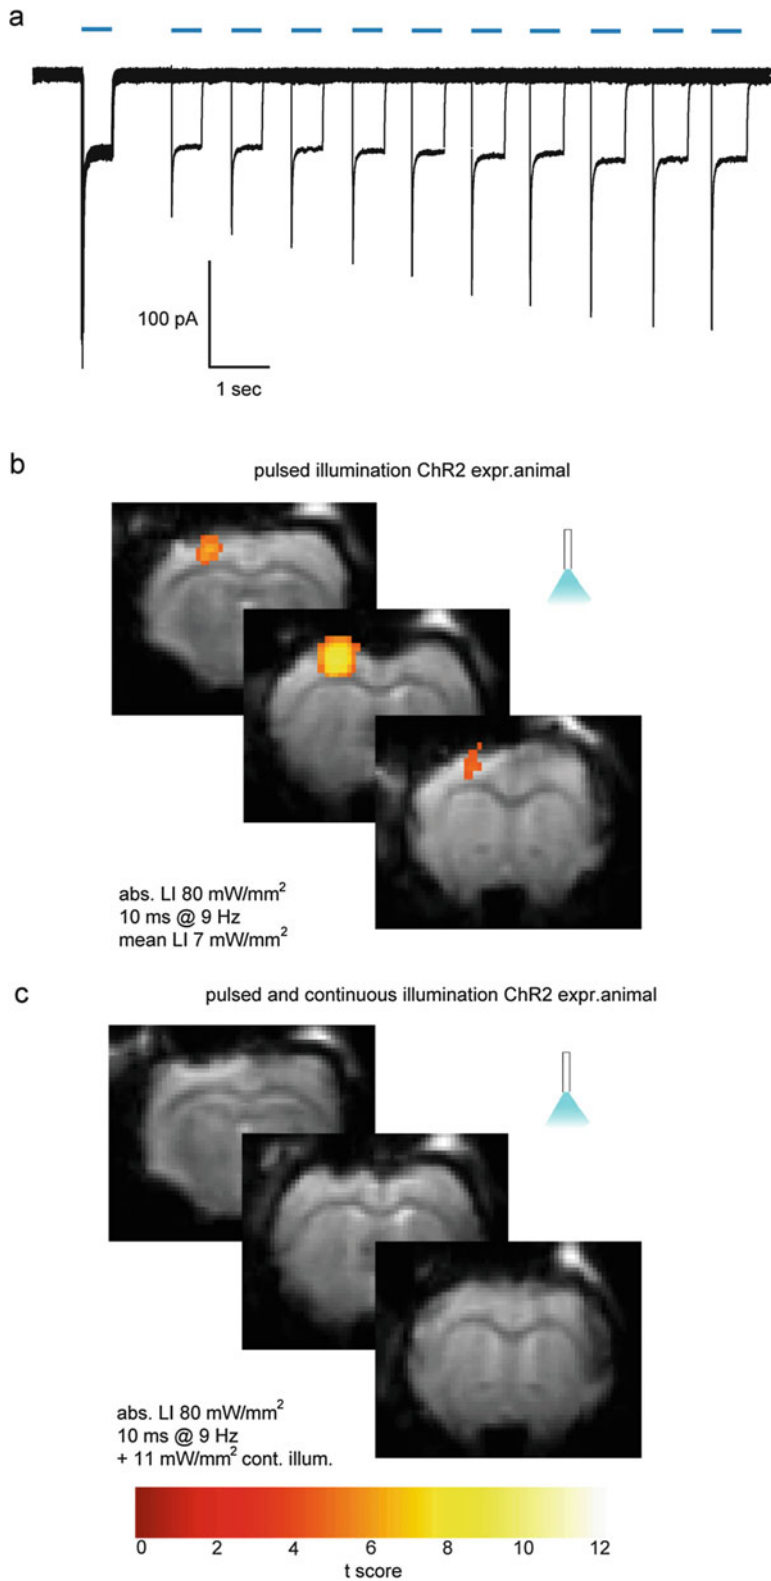 a
100 pA
1 sec
b
pulsed illumination ChR2 expr.animal
abs. LI 80 mW/mm²
10 ms @ 9 Hz
mean LI 7 mW/mm²
c
pulsed and continuous illumination ChR2 expr.animal
abs. LI 80 mW/mm²
10 ms @ 9 Hz
+ 11 mW/mm² cont. illum.
0 2 4 6 8 10 12
t score